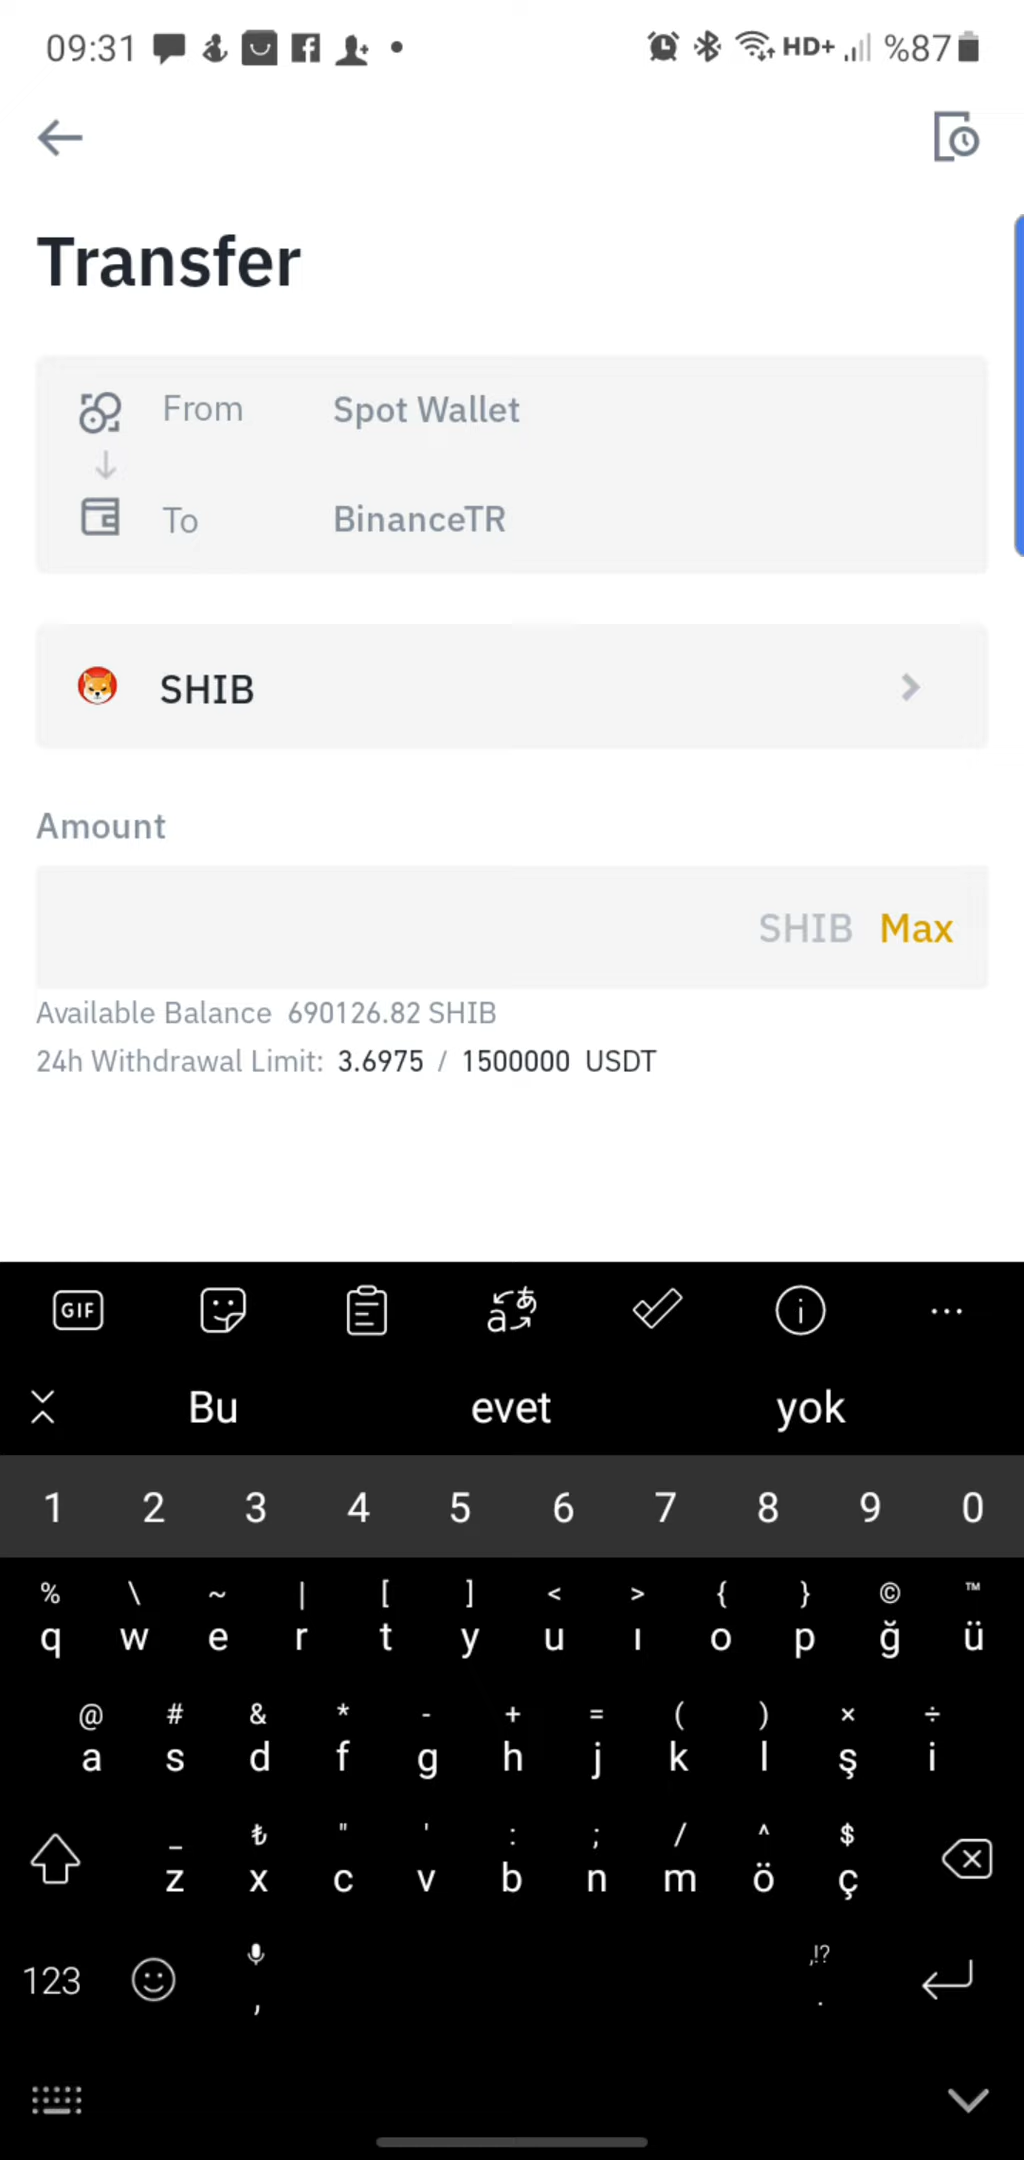 09:31 HD+ %87
Transfer
From Spot Wallet
To BinanceTR
SHIB
Amount
SHIB Max
Available Balance 690126.82 SHIB
24h Withdrawal Limit: 3.6975 / 1500000 USDT
GIF a あ i ...
Bu evet yok
1 2 3 4 5 6 7 8 9 0
% \ ~ | [ ] < > { } © ™
q w e r t y u ı o p ğ ü
@ # & * - + = ( ) × ÷
a s d f g h j k l ş i
_ ₺ " ' : ; / ^ $
z x c v b n m ö ç
,!?
123 , .